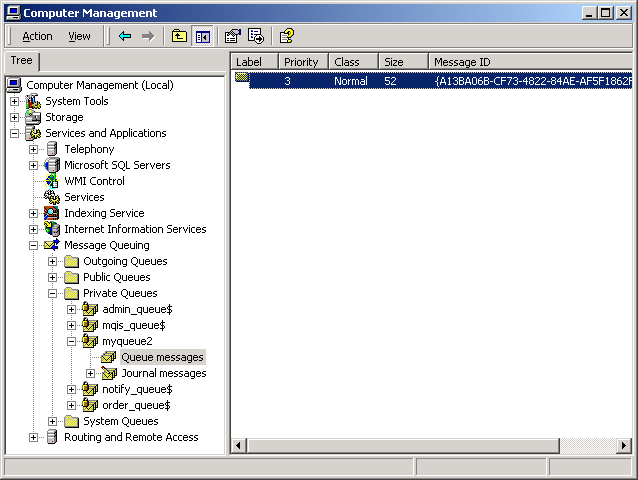 Computer Management
Action View
Tree
Label Priority Class Size Message ID
3 Normal 52 {A13BA06B-CF73-4822-84AE-AF5F1862F
Computer Management (Local)
System Tools
Storage
Services and Applications
Telephony
Microsoft SQL Servers
WMI Control
Services
Indexing Service
Internet Information Services
Message Queuing
Outgoing Queues
Public Queues
Private Queues
admin_queue$
mqis_queue$
myqueue2
Queue messages
Journal messages
notify_queue$
order_queue$
System Queues
Routing and Remote Access